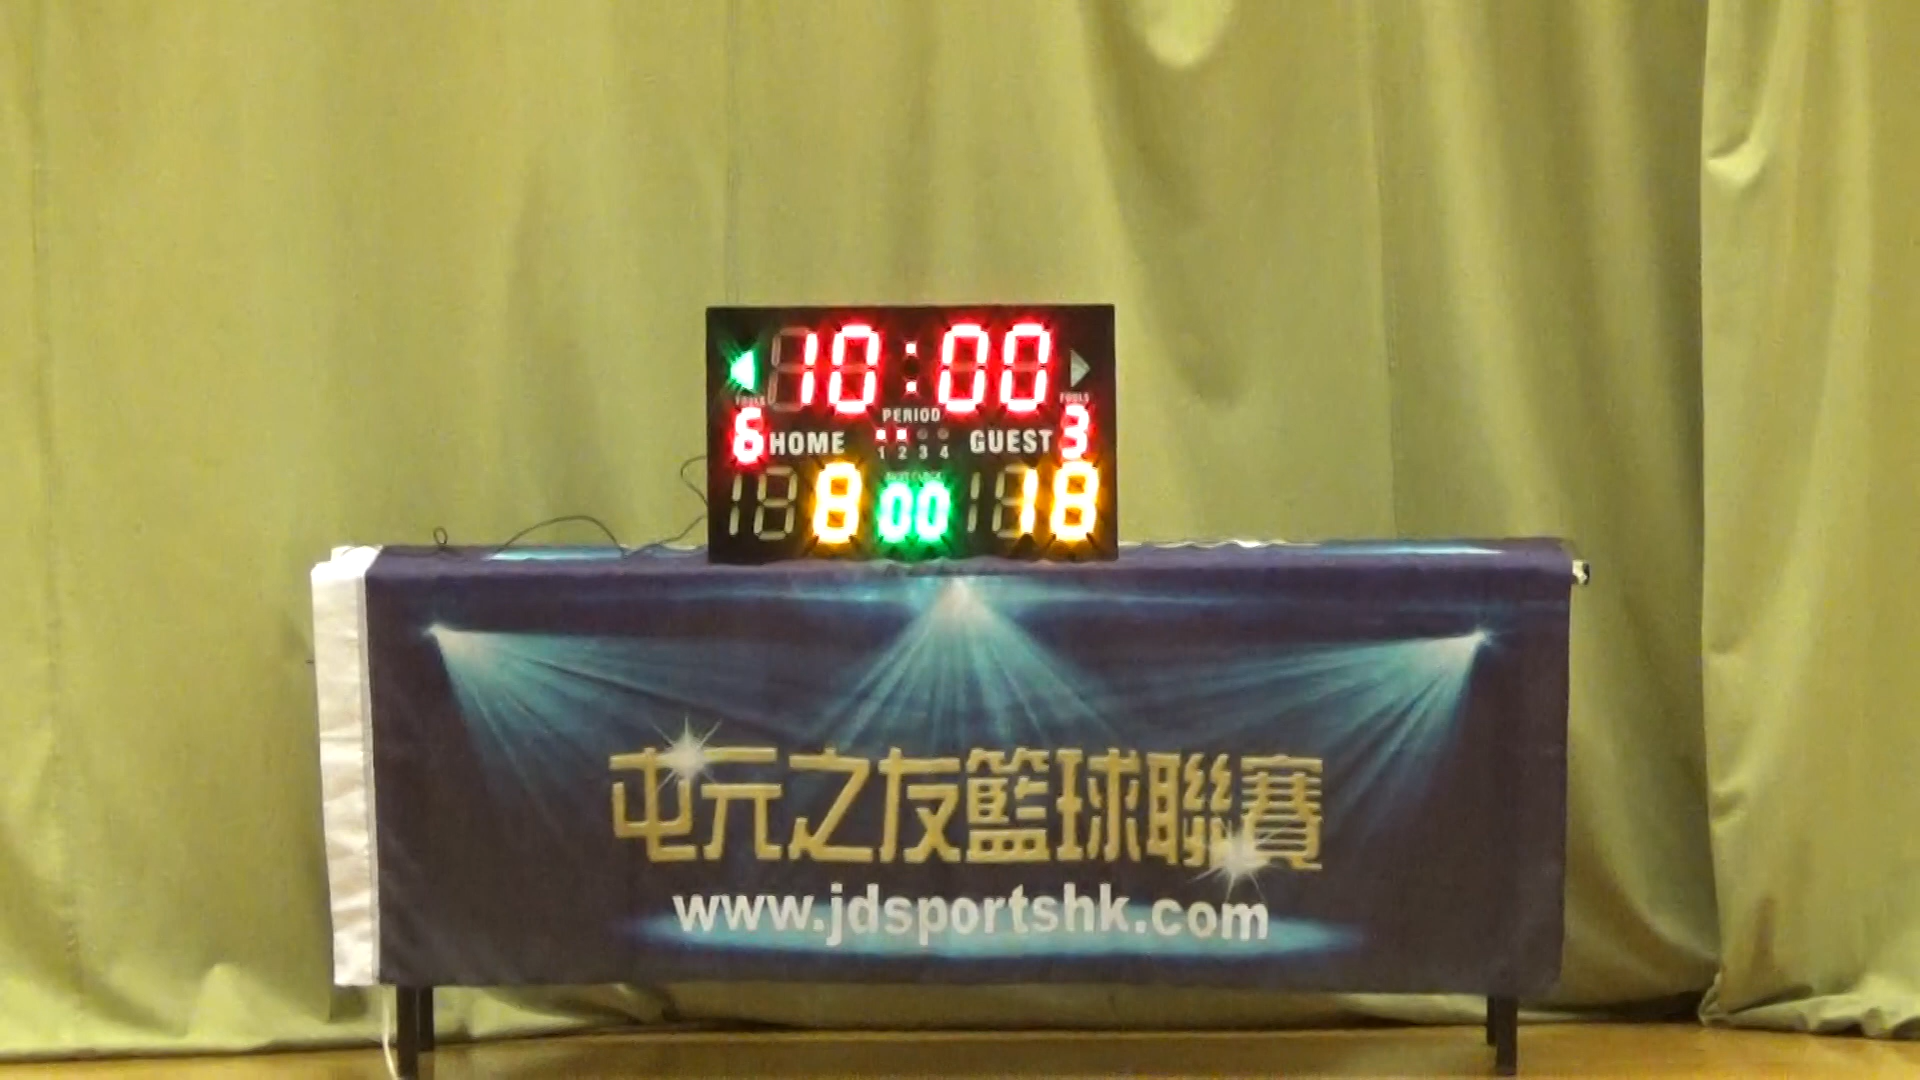 10:00
FOULS
FOULS
PERIOD
6 HOME
GUEST 3
1 2 3 4
8 00 18
屯元之友籃球聯賽
www.jdsportshk.com